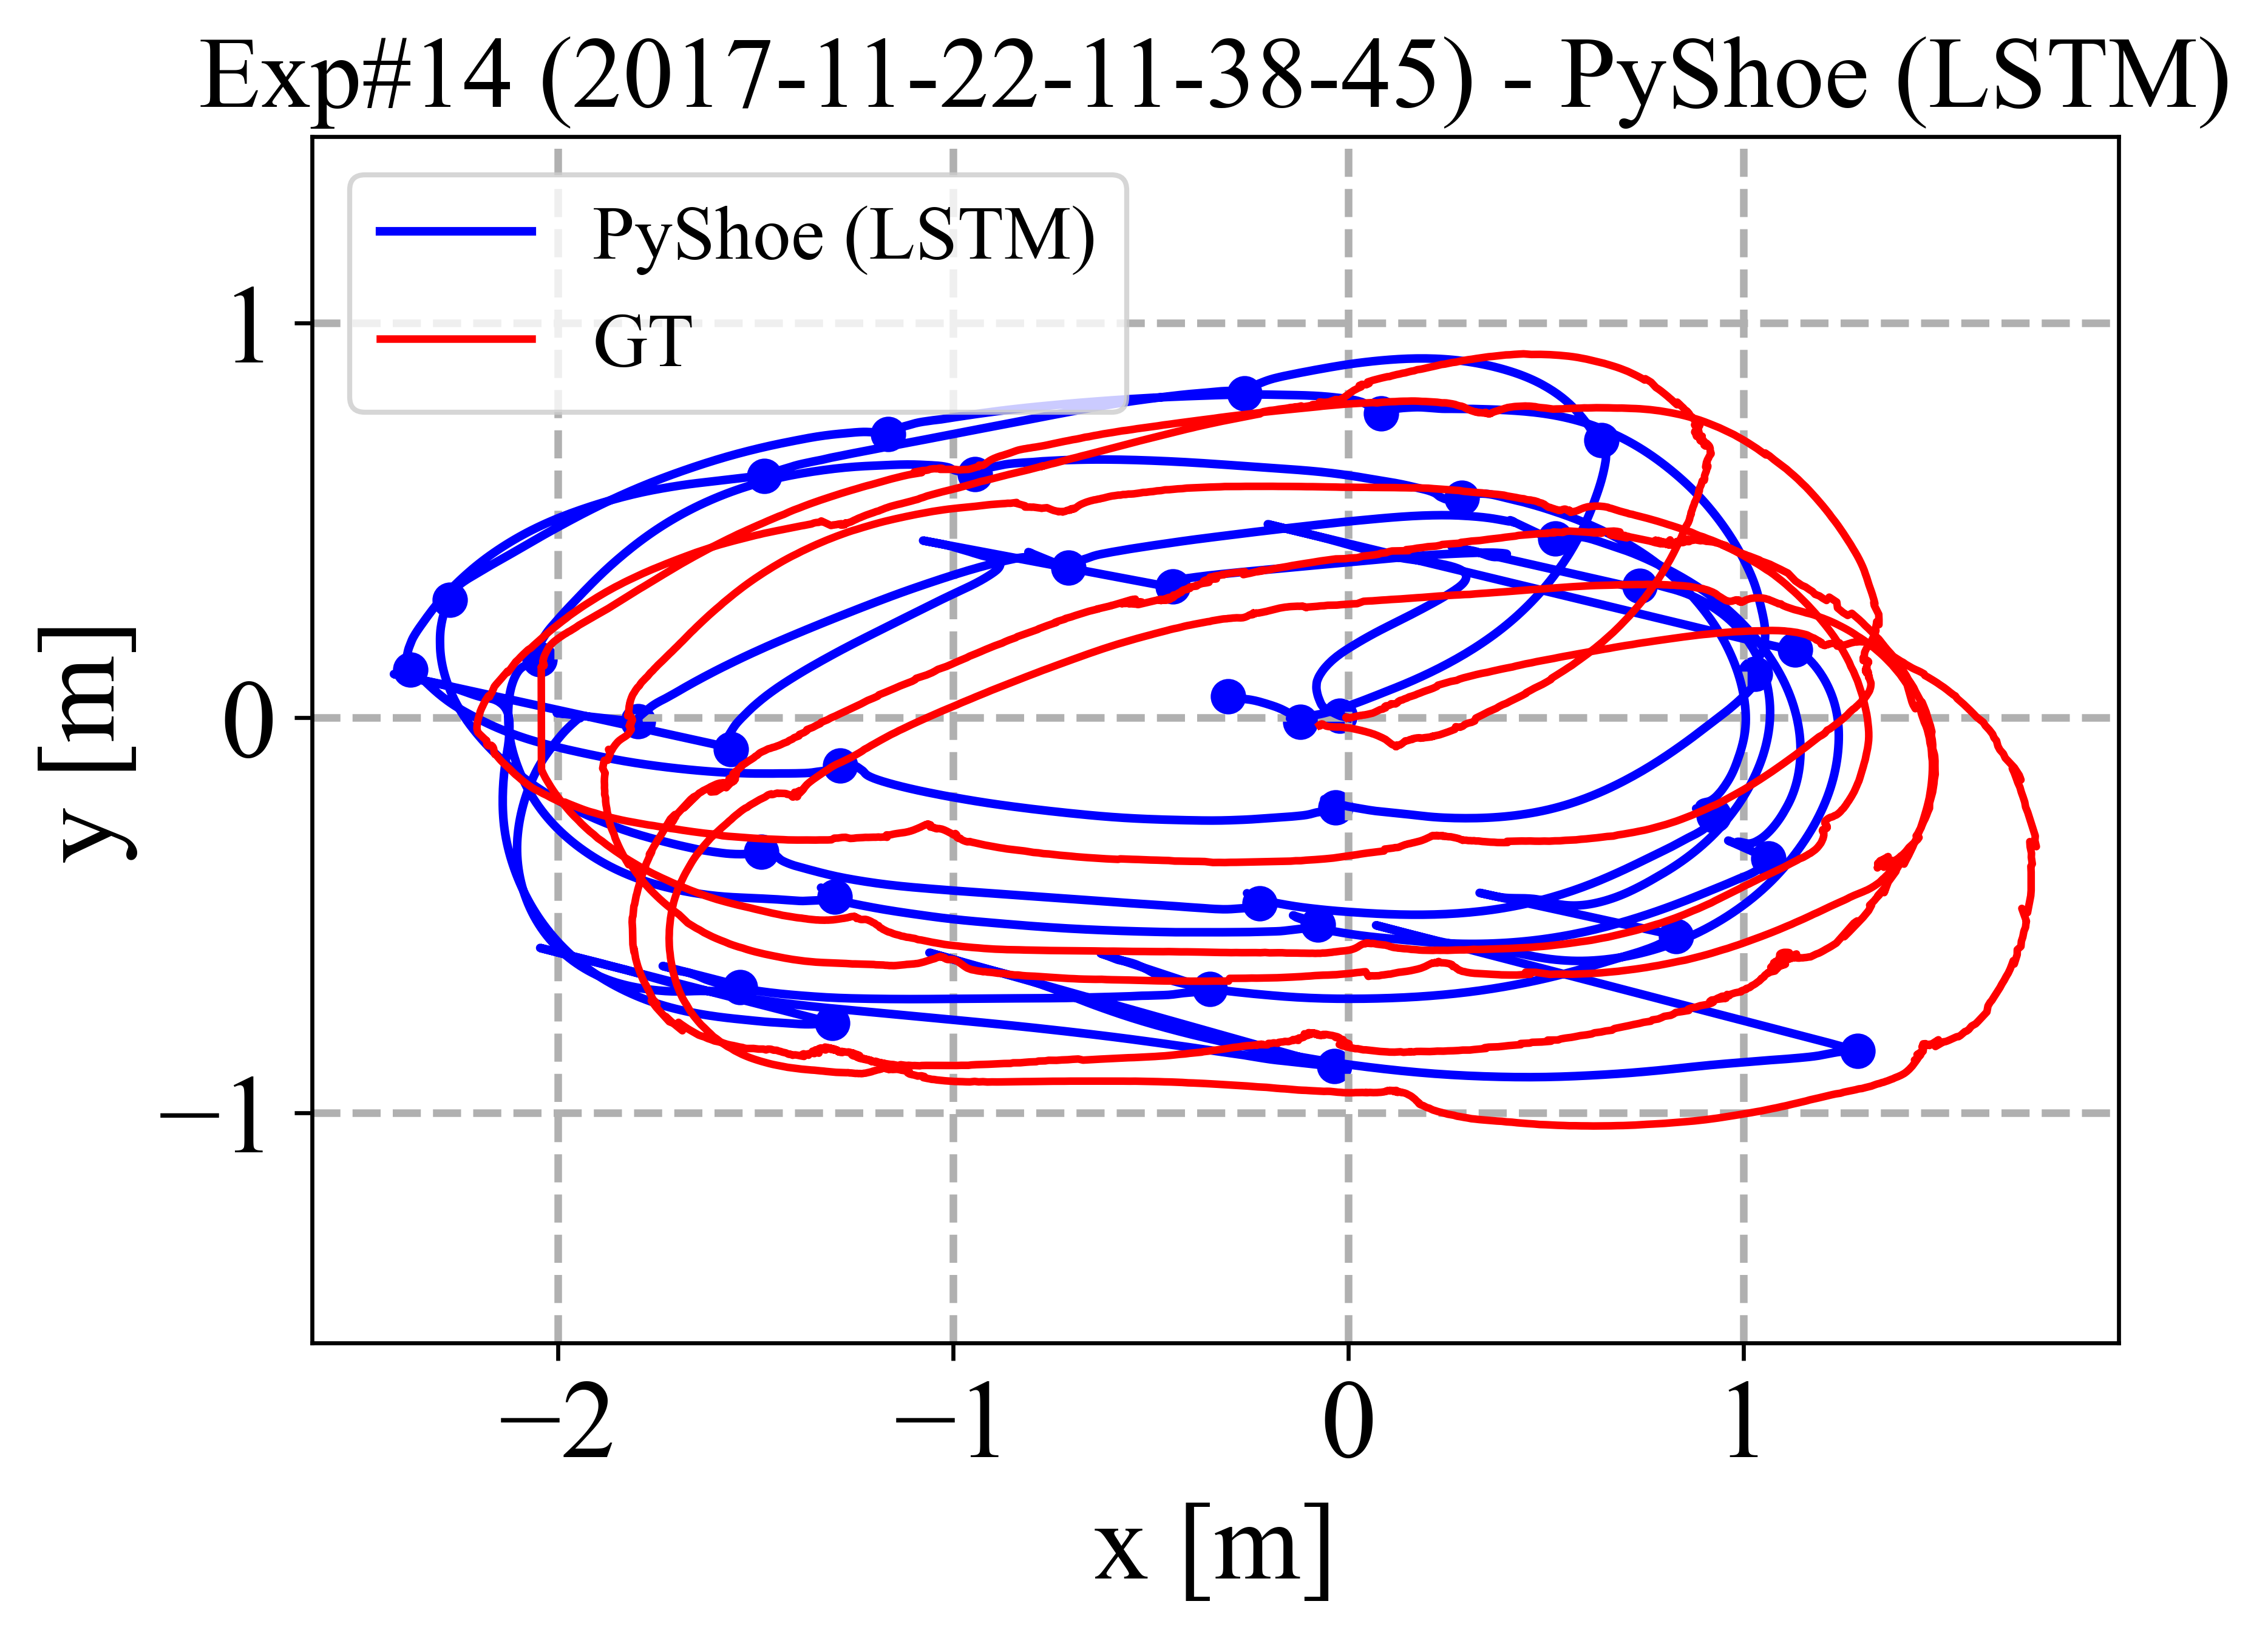 Exp#14 (2017-11-22-11-38-45) - PyShoe (LSTM)
PyShoe (LSTM)
GT
1
0
−1
y [m]
−2 −1 0 1
x [m]